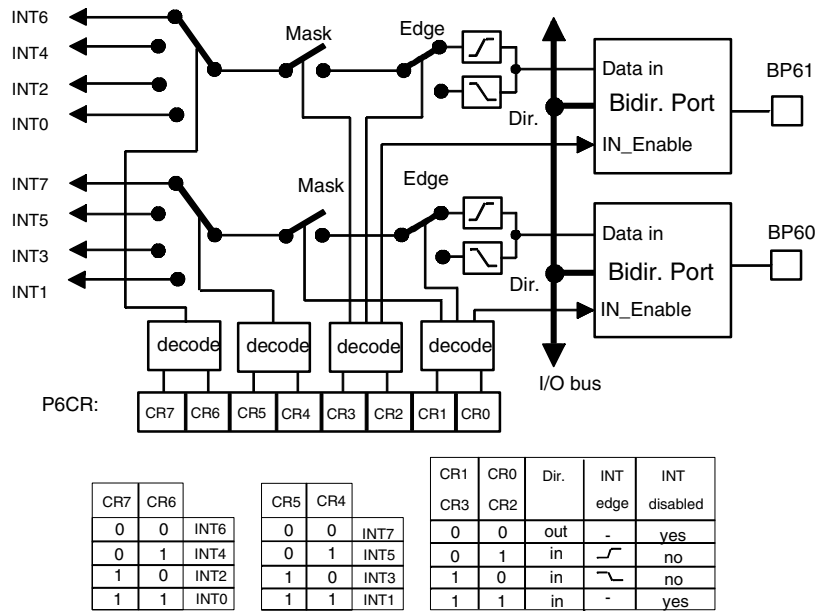 INT6
INT4
INT2
INT0
Mask
Edge
Dir.
Data in
Bidir. Port
IN_Enable
BP61
INT7
INT5
INT3
INT1
Mask
Edge
Dir.
Data in
Bidir. Port
IN_Enable
BP60
decode decode decode decode
I/O bus
P6CR: CR7 CR6 CR5 CR4 CR3 CR2 CR1 CR0
CR7 CR6
0 0 INT6
0 1 INT4
1 0 INT2
1 1 INT0
CR5 CR4
0 0 INT7
0 1 INT5
1 0 INT3
1 1 INT1
CR1 CR0 Dir. INT INT
CR3 CR2 edge disabled
0 0 out - yes
0 1 in no
1 0 in no
1 1 in - yes